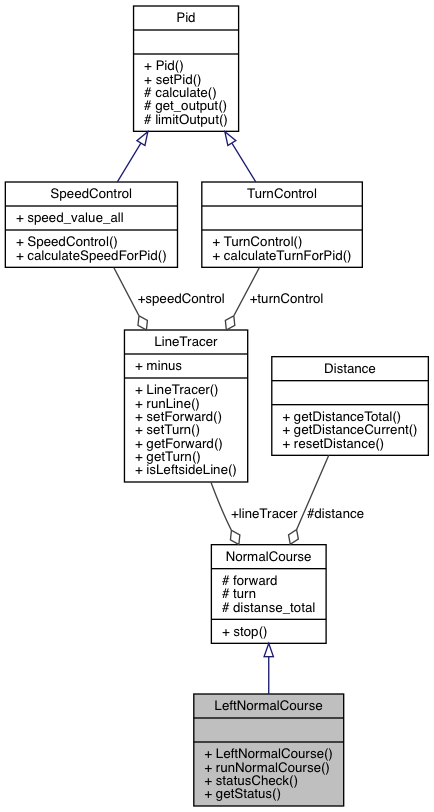 Pid
+ Pid()
+ setPid()
# calculate()
# get_output()
# limitOutput()
SpeedControl
+ speed_value_all
+ SpeedControl()
+ calculateSpeedForPid()
TurnControl
+ TurnControl()
+ calculateTurnForPid()
+speedControl
+turnControl
LineTracer
+ minus
+ LineTracer()
+ runLine()
+ setForward()
+ setTurn()
+ getForward()
+ getTurn()
+ isLeftsideLine()
Distance
+ getDistanceTotal()
+ getDistanceCurrent()
+ resetDistance()
+lineTracer
#distance
NormalCourse
# forward
# turn
# distanse_total
+ stop()
LeftNormalCourse
+ LeftNormalCourse()
+ runNormalCourse()
+ statusCheck()
+ getStatus()